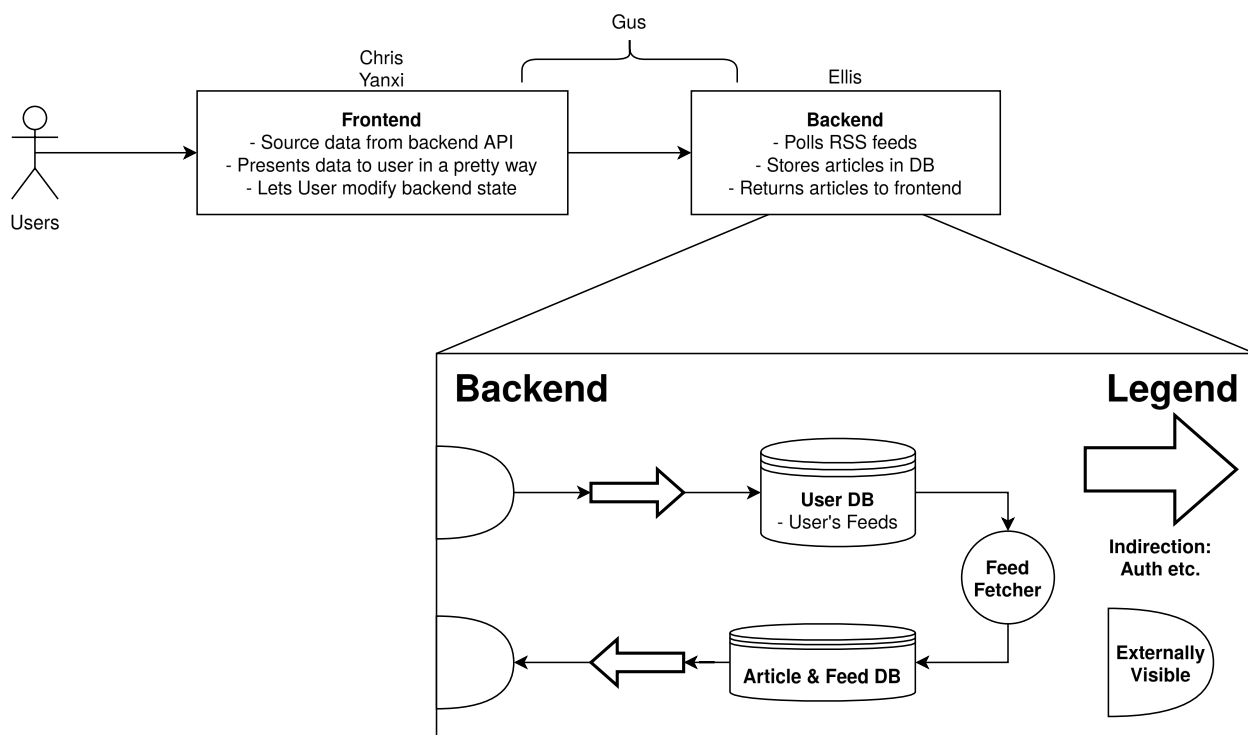 Gus
Chris
Yanxi
Ellis
Frontend
- Source data from backend API
- Presents data to user in a pretty way
- Lets User modify backend state
Backend
- Polls RSS feeds
- Stores articles in DB
- Returns articles to frontend
Users
Backend
Legend
User DB
- User's Feeds
Indirection:
Auth etc.
Feed
Fetcher
Article & Feed DB
Externally
Visible